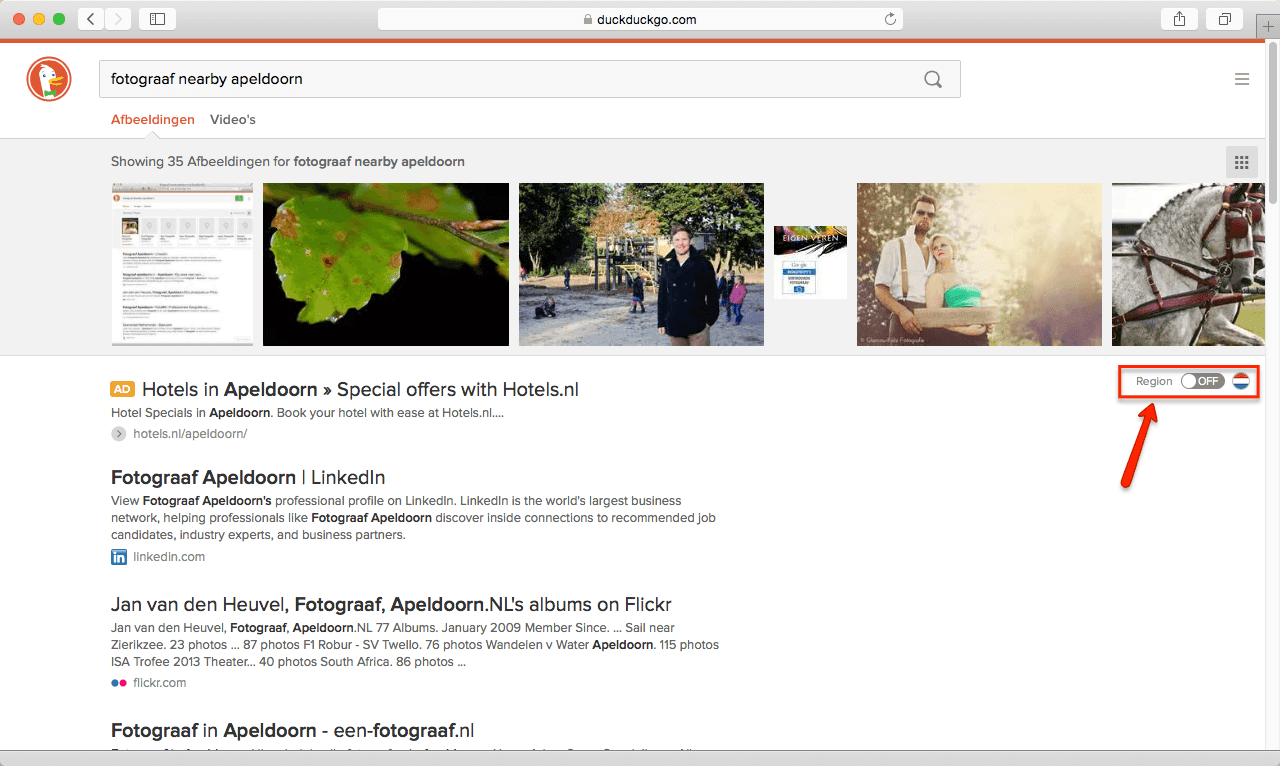 duckduckgo.com
fotograaf nearby apeldoorn
Afbeeldingen Video's
Showing 35 Afbeeldingen for fotograaf nearby apeldoorn
EIGEN VEREN
Google
AD Hotels in Apeldoorn » Special offers with Hotels.nl
Region OFF
Hotel Specials in Apeldoorn. Book your hotel with ease at Hotels.nl....
hotels.nl/apeldoorn/
Fotograaf Apeldoorn | LinkedIn
View Fotograaf Apeldoorn's professional profile on LinkedIn. LinkedIn is the world's largest business
network, helping professionals like Fotograaf Apeldoorn discover inside connections to recommended job
candidates, industry experts, and business partners.
in linkedin.com
Jan van den Heuvel, Fotograaf, Apeldoorn.NL's albums on Flickr
Jan van den Heuvel, Fotograaf, Apeldoorn.NL 77 Albums. January 2009 Member Since. ... Sail near
Zierikzee. 23 photos ... 87 photos F1 Robur - SV Twello. 76 photos Wandelen v Water Apeldoorn. 115 photos
ISA Trofee 2013 Theater... 40 photos South Africa. 86 photos ...
flickr.com
Fotograaf in Apeldoorn - een-fotograaf.nl